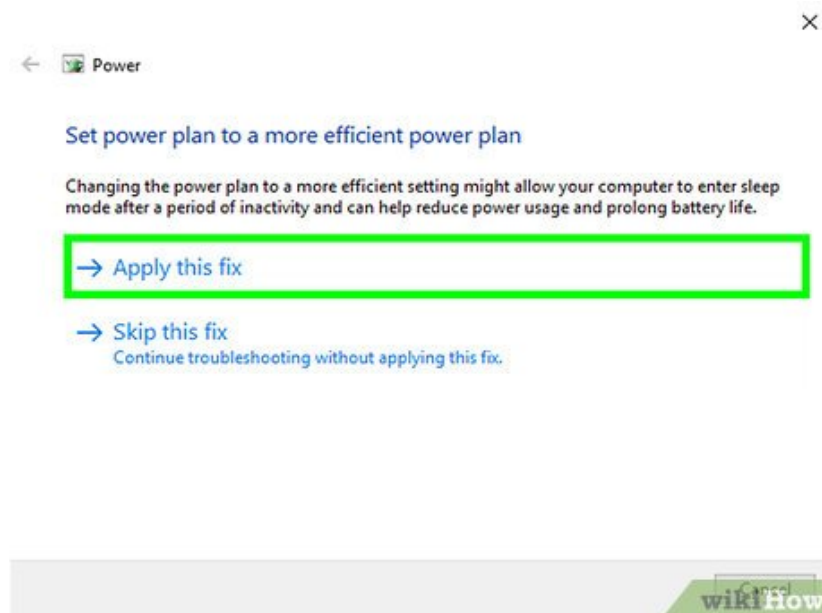 Power
Set power plan to a more efficient power plan
Changing the power plan to a more efficient setting might allow your computer to enter sleep
mode after a period of inactivity and can help reduce power usage and prolong battery life.
Apply this fix
Skip this fix
Continue troubleshooting without applying this fix.
Cancel
wikiHow